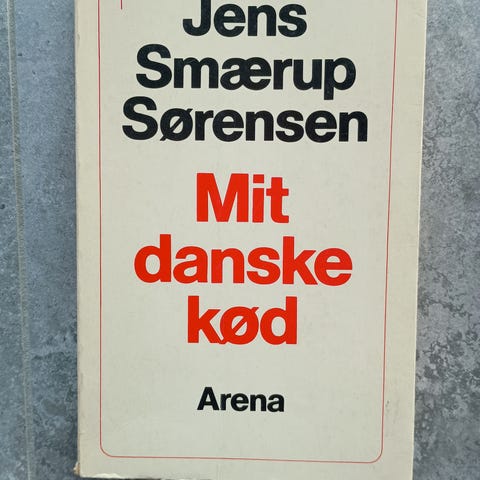 Jens
Smærup
Sørensen
Mit
danske
kød
Arena